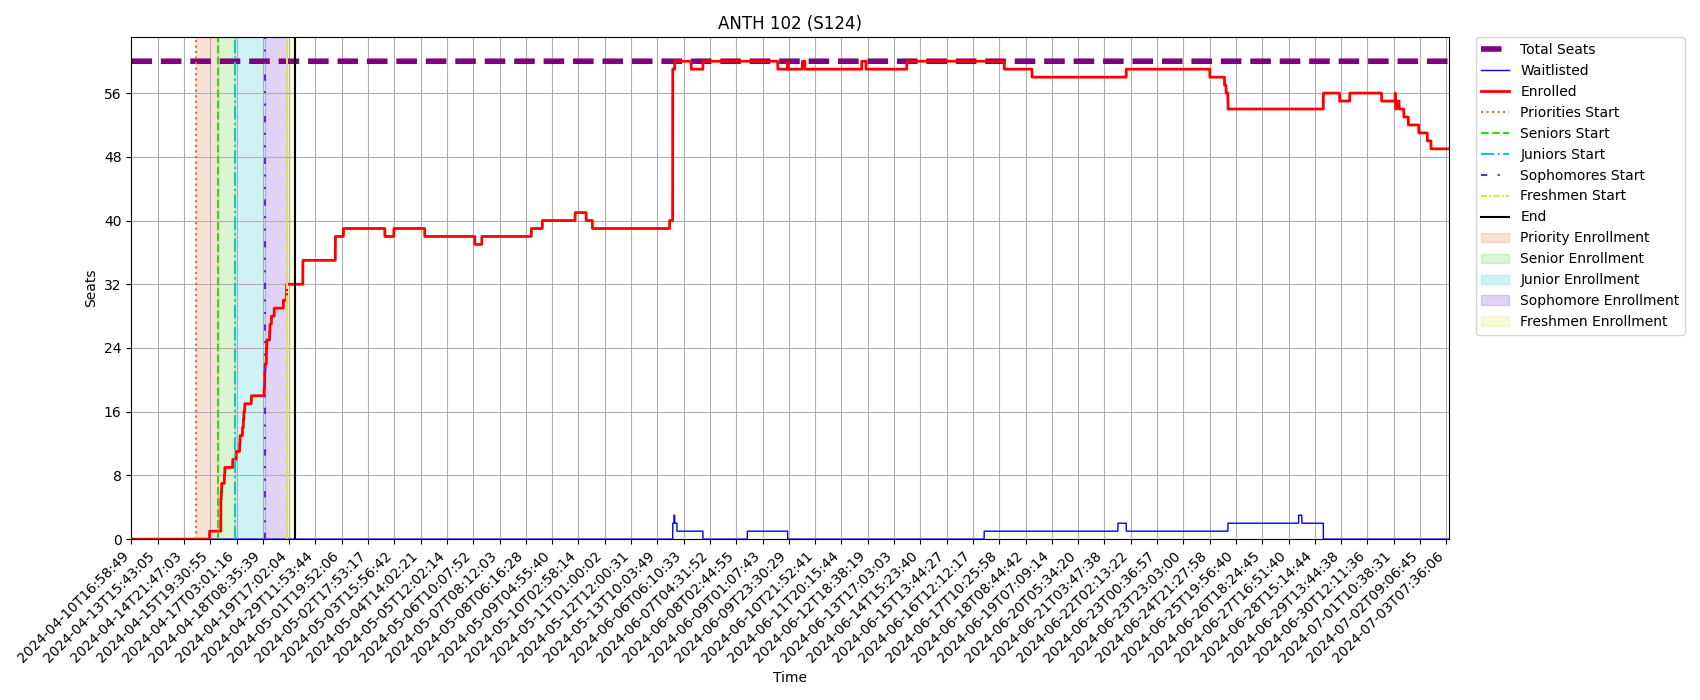 ANTH 102 (S124)
Total Seats
Waitlisted
Enrolled
Priorities Start
Seniors Start
Juniors Start
Sophomores Start
Freshmen Start
End
Priority Enrollment
Senior Enrollment
Junior Enrollment
Sophomore Enrollment
Freshmen Enrollment
Seats
56
48
40
32
24
16
8
0
2024-04-10T16:58:49
2024-04-13T15:43:05
2024-04-14T21:47:03
2024-04-15T19:30:55
2024-04-17T03:01:16
2024-04-18T08:35:39
2024-04-19T17:02:04
2024-04-29T11:53:44
2024-05-01T19:52:06
2024-05-02T17:53:17
2024-05-03T15:56:42
2024-05-04T14:02:21
2024-05-05T12:02:14
2024-05-06T10:07:52
2024-05-07T08:12:03
2024-05-08T06:16:28
2024-05-09T04:55:40
2024-05-10T02:58:14
2024-05-11T01:00:02
2024-05-12T12:00:31
2024-05-13T10:03:49
2024-06-06T06:10:33
2024-06-07T04:31:52
2024-06-08T02:44:55
2024-06-09T01:07:43
2024-06-09T23:30:29
2024-06-10T21:52:41
2024-06-11T20:15:44
2024-06-12T18:38:19
2024-06-13T17:03:03
2024-06-14T15:23:40
2024-06-15T13:44:27
2024-06-16T12:12:17
2024-06-17T10:25:58
2024-06-18T08:44:42
2024-06-19T07:09:14
2024-06-20T05:34:20
2024-06-21T03:47:38
2024-06-22T02:13:22
2024-06-23T00:36:57
2024-06-23T23:03:00
2024-06-24T21:27:58
2024-06-25T19:56:40
2024-06-26T18:24:45
2024-06-27T16:51:40
2024-06-28T15:14:44
2024-06-29T13:44:38
2024-06-30T12:11:36
2024-07-01T10:38:31
2024-07-02T09:06:45
2024-07-03T07:36:06
Time